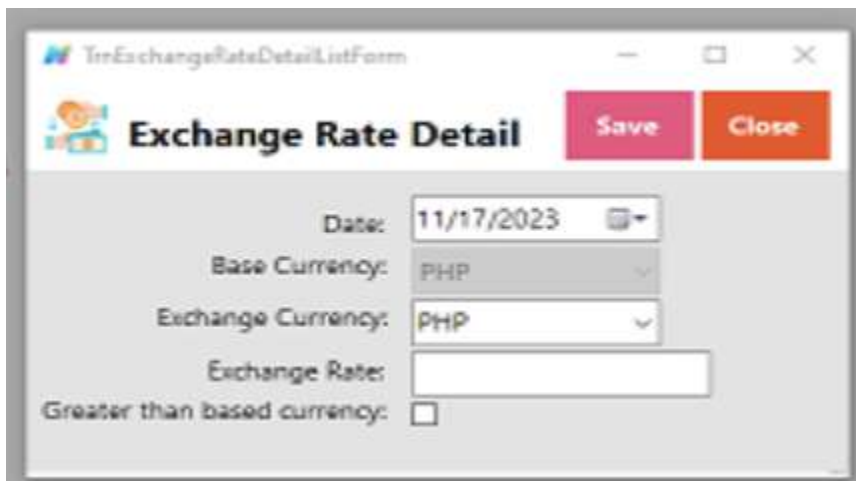 TrnExchangeRateDetailListForm
Exchange Rate Detail
Save
Close
Date: 11/17/2023
Base Currency: PHP
Exchange Currency: PHP
Exchange Rate:
Greater than based currency: